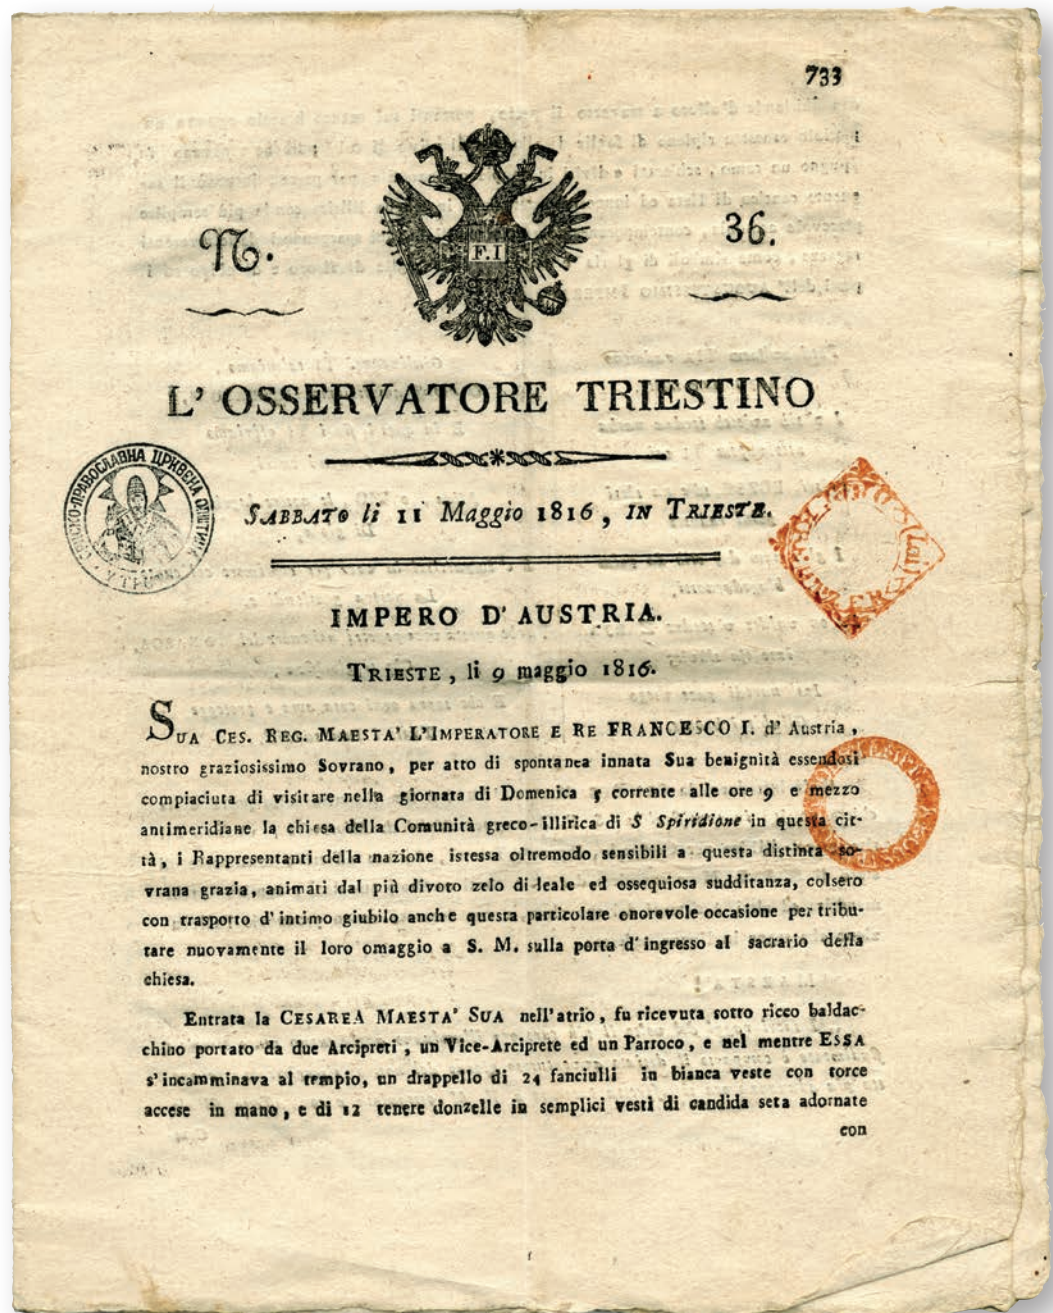 733
N.
36.
F. I
L' OSSERVATORE TRIESTINO
SABBATO li 11 Maggio 1816, IN TRIESTE.
ПРАВОСЛАВНА ЦРКВЕНА
У
IMPERO D' AUSTRIA.
TRIESTE, li 9 maggio 1816.
SUA CES. REG. MAESTA' L'IMPERATORE E RE FRANCESCO I. d' Austria,
nostro graziosissimo Sovrano, per atto di spontanea innata Sua benignità essendosi
compiaciuta di visitare nella giornata di Domenica 5 corrente alle ore 9 e mezzo
antimeridiane la chiesa della Comunità greco-illirica di S Spiridione in questa cit-
tà, i Rappresentanti della nazione istessa oltremodo sensibili a questa distinta so-
vrana grazia, animati dal più divoto zelo di leale ed ossequiosa sudditanza, colsero
con trasporto d' intimo giubilo anche questa particolare onorevole occasione per tribu-
tare nuovamente il loro omaggio a S. M. sulla porta d' ingresso al sacrario della
chiesa.
Entrata la CESAREA MAESTA' SUA nell'atrio, fu ricevuta sotto ricco baldac-
chino portato da due Arcipreti, un Vice-Arciprete ed un Parroco, e nel mentre ESSA
s'incamminava al tempio, un drappello di 24 fanciulli in bianca veste con torce
accese in mano, e di 12 tenere donzelle in semplici vesti di candida seta adornate
con